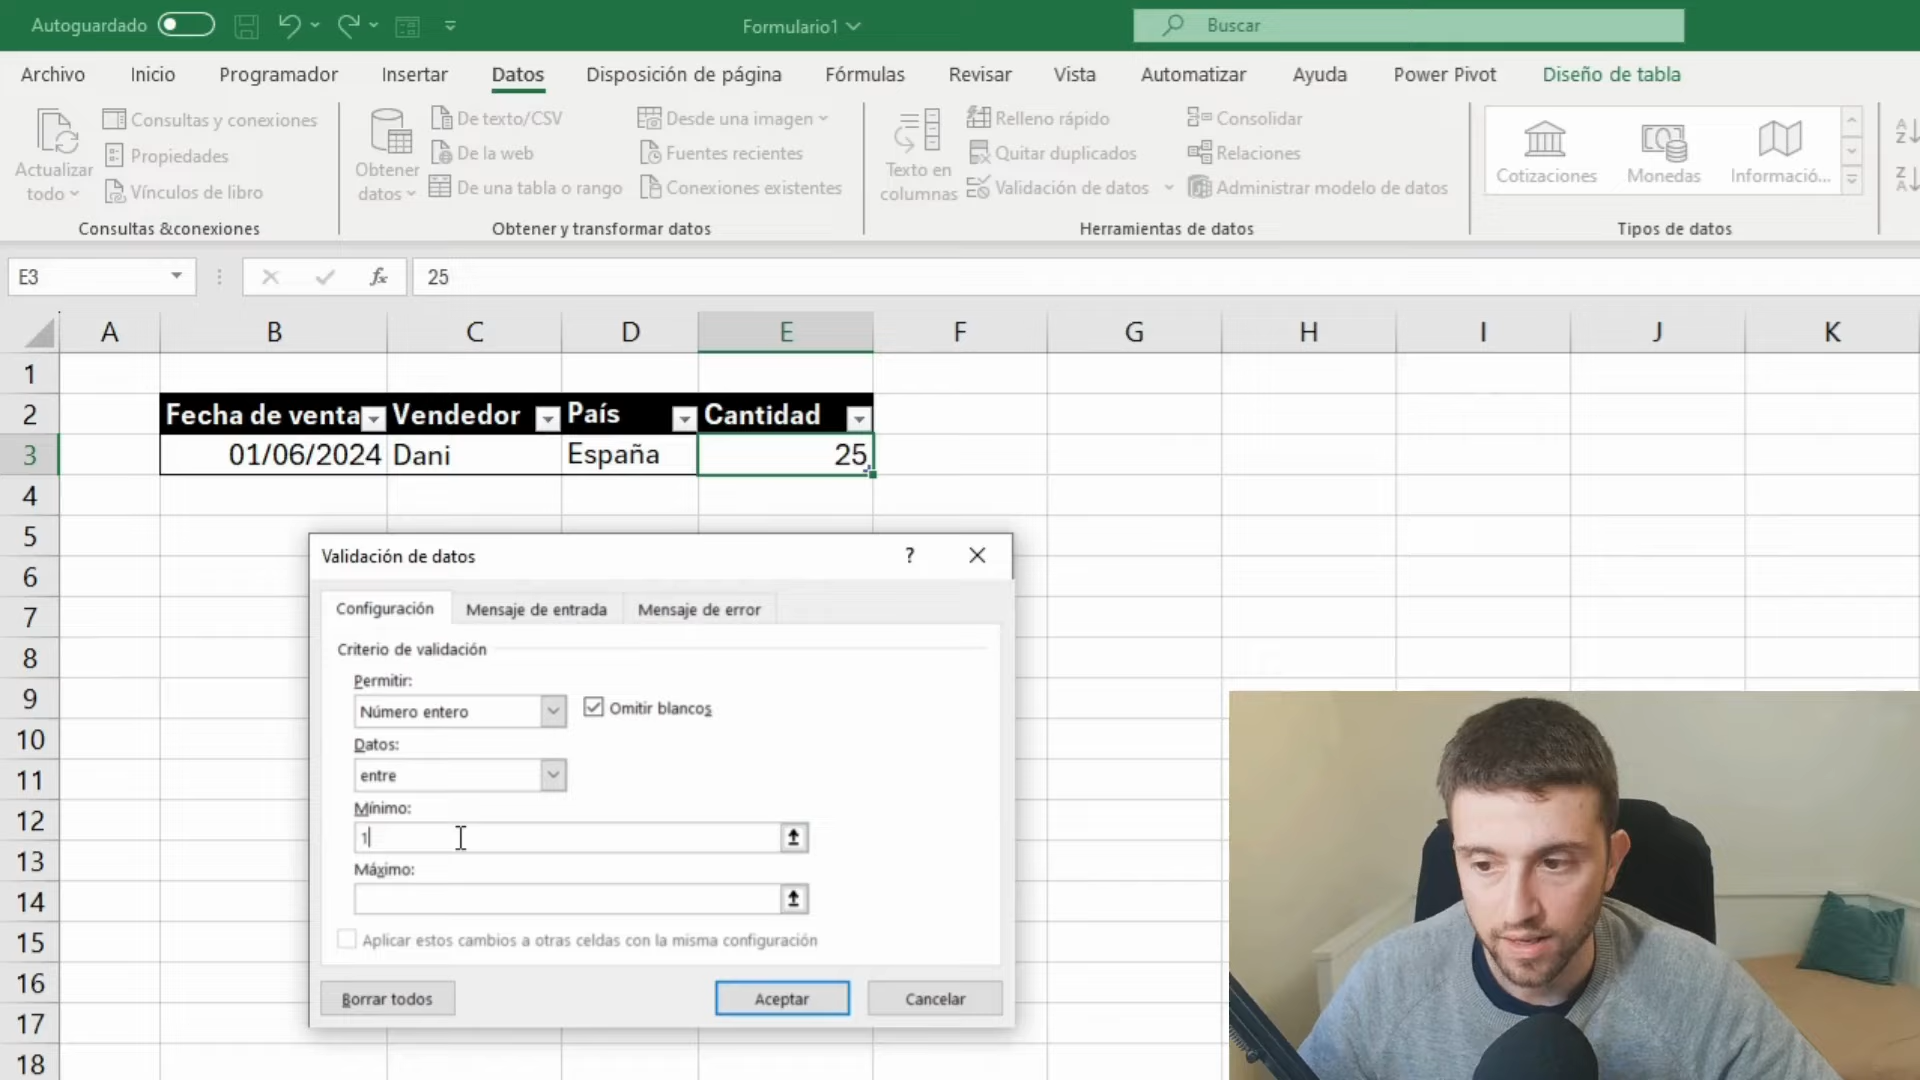 Autoguardado
Formulario1
Buscar
Archivo Inicio Programador Insertar Datos Disposición de página Fórmulas Revisar Vista Automatizar Ayuda Power Pivot Diseño de tabla
Actualizar todo
Consultas y conexiones
Propiedades
Vínculos de libro
Consultas &conexiones
Obtener datos
De texto/CSV
De la web
De una tabla o rango
Desde una imagen
Fuentes recientes
Conexiones existentes
Obtener y transformar datos
Texto en columnas
Relleno rápido
Quitar duplicados
Validación de datos
Consolidar
Relaciones
Administrar modelo de datos
Herramientas de datos
Cotizaciones
Monedas
Informació...
Tipos de datos
A Z
Z A
E3
fx
25
A B C D E F G H I J K
1
2 Fecha de venta Vendedor País Cantidad
3 01/06/2024 Dani España 25
4
5
6
7
8
9
10
11
12
13
14
15
16
17
18
Validación de datos
?
Configuración Mensaje de entrada Mensaje de error
Criterio de validación
Permitir:
Número entero
Omitir blancos
Datos:
entre
Mínimo:
1
Máximo:
Aplicar estos cambios a otras celdas con la misma configuración
Borrar todos
Aceptar
Cancelar